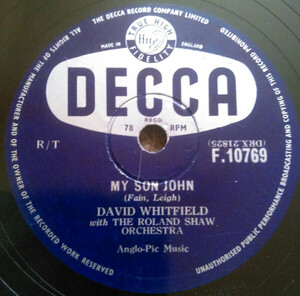 THE DECCA RECORD COMPANY LIMITED
ALL RIGHTS OF THE MANUFACTURER AND OF THE OWNER OF THE RECORDED WORK RESERVED
UNAUTHORISED PUBLIC PERFORMANCE BROADCASTING AND COPYING OF THIS RECORD PROHIBITED
TRUE HIGH
FIDELITY
MADE IN
ENGLAND
DECCA
REGD
78 RPM
R/T
(DRX.21825)
F.10769
MY SON JOHN
(Fain, Leigh)
DAVID WHITFIELD
with THE ROLAND SHAW
ORCHESTRA
Anglo-Pic Music